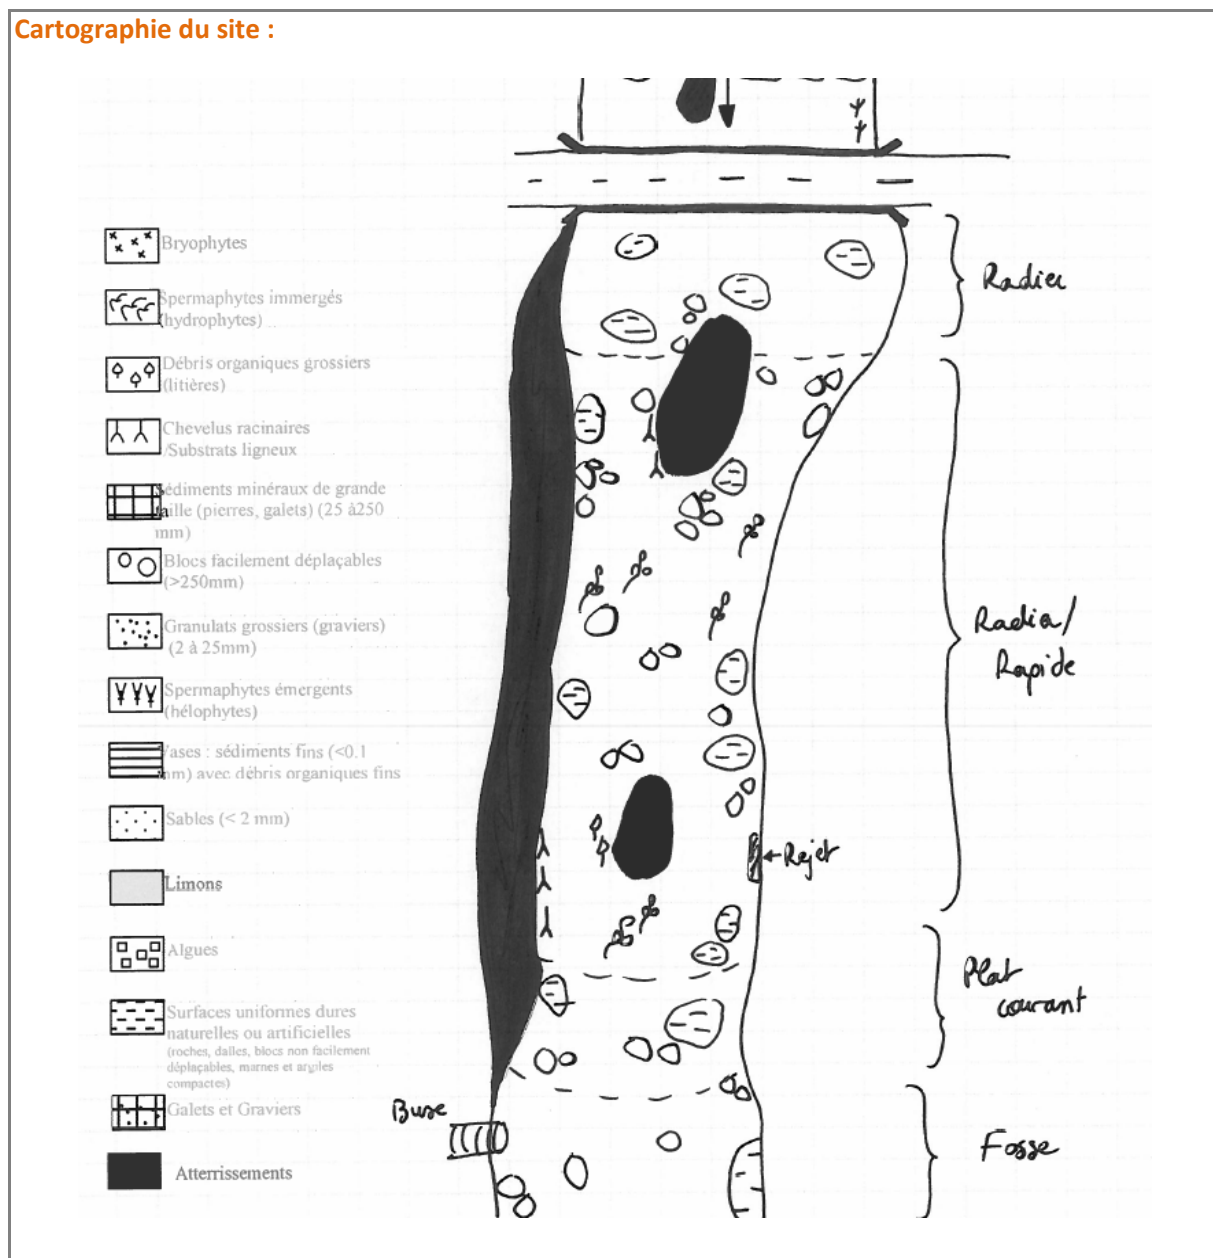 Cartographie du site :
Bryophytes
Spermaphytes immergés
(hydrophytes)
Débris organiques grossiers
(litières)
Chevelus racinaires
/Substrats ligneux
Sédiments minéraux de grande
taille (pierres, galets) (25 à250
mm)
Blocs facilement déplaçables
(>250mm)
Granulats grossiers (graviers)
(2 à 25mm)
Spermaphytes émergents
(hélophytes)
Vases : sédiments fins (<0.1
mm) avec débris organiques fins
Sables (< 2 mm)
Limons
Algues
Surfaces uniformes dures
naturelles ou artificielles
(roches, dalles, blocs non facilement
déplaçables, marnes et argiles
compactes)
Galets et Graviers
Atterrissements
Radier
Radier/
Rapide
Rejet
Plat
courant
Buse
Fosse